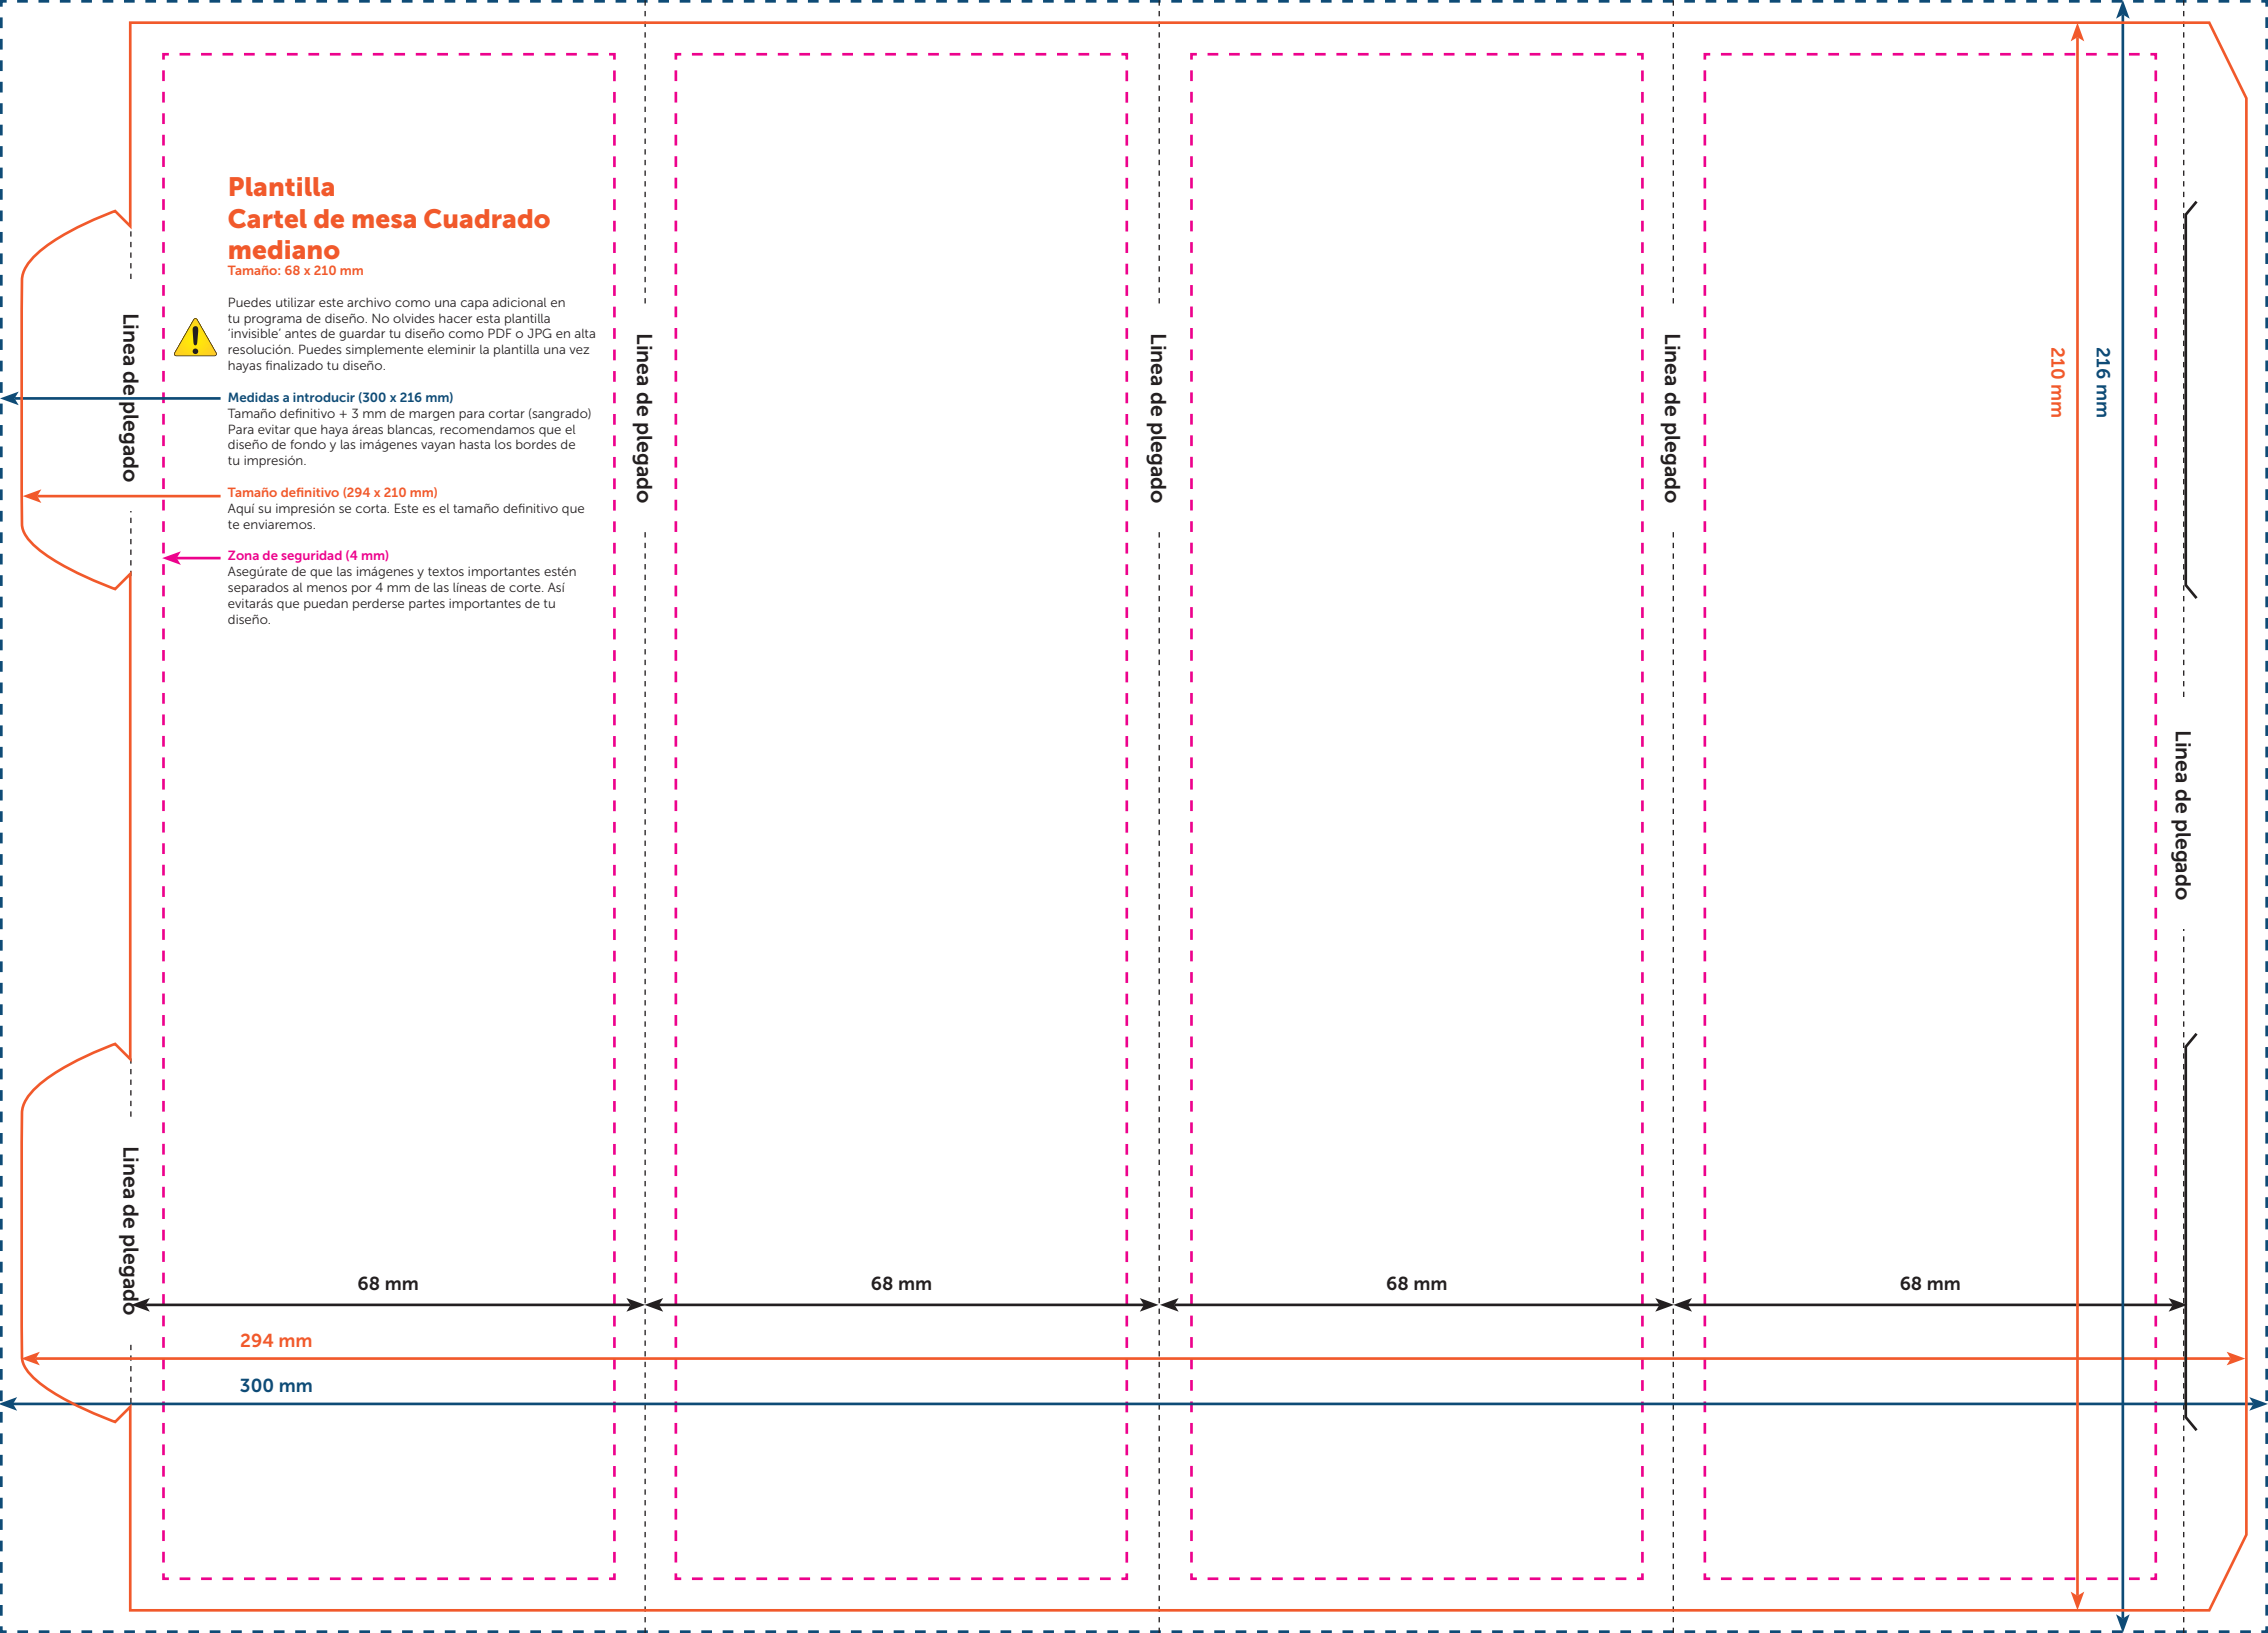 Plantilla
Cartel de mesa Cuadrado
mediano
Tamaño: 68 x 210 mm
Puedes utilizar este archivo como una capa adicional en
tu programa de diseño. No olvides hacer esta plantilla
‘invisible’ antes de guardar tu diseño como PDF o JPG en alta
resolución. Puedes simplemente eleminir la plantilla una vez
hayas finalizado tu diseño.
Medidas a introducir (300 x 216 mm)
Tamaño definitivo + 3 mm de margen para cortar (sangrado)
Para evitar que haya áreas blancas, recomendamos que el
diseño de fondo y las imágenes vayan hasta los bordes de
tu impresión.
Tamaño definitivo (294 x 210 mm)
Aquí su impresión se corta. Este es el tamaño definitivo que
te enviaremos.
Zona de seguridad (4 mm)
Asegúrate de que las imágenes y textos importantes estén
separados al menos por 4 mm de las líneas de corte. Así
evitarás que puedan perderse partes importantes de tu
diseño.
Linea de plegado
Linea de plegado
Linea de plegado
Linea de plegado
210 mm
216 mm
Linea de plegado
Linea de plegado
68 mm
68 mm
68 mm
68 mm
294 mm
300 mm